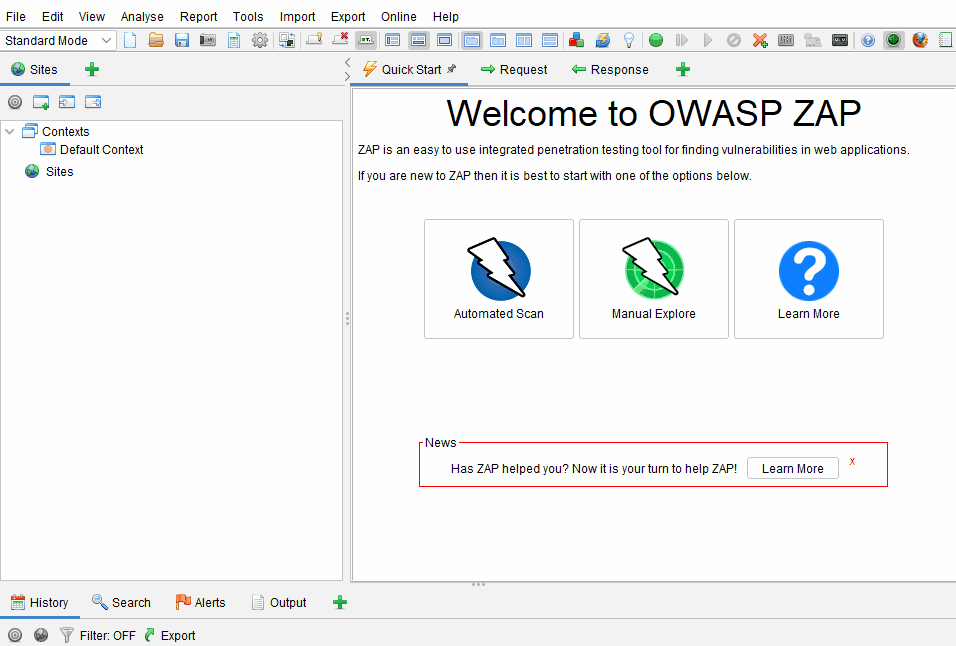 File Edit View Analyse Report Tools Import Export Online Help
Standard Mode
Sites
Quick Start Request Response
Contexts
Default Context
Sites
Welcome to OWASP ZAP
ZAP is an easy to use integrated penetration testing tool for finding vulnerabilities in web applications.
If you are new to ZAP then it is best to start with one of the options below.
Automated Scan Manual Explore Learn More
News
Has ZAP helped you? Now it is your turn to help ZAP! Learn More X
History Search Alerts Output
Filter: OFF Export